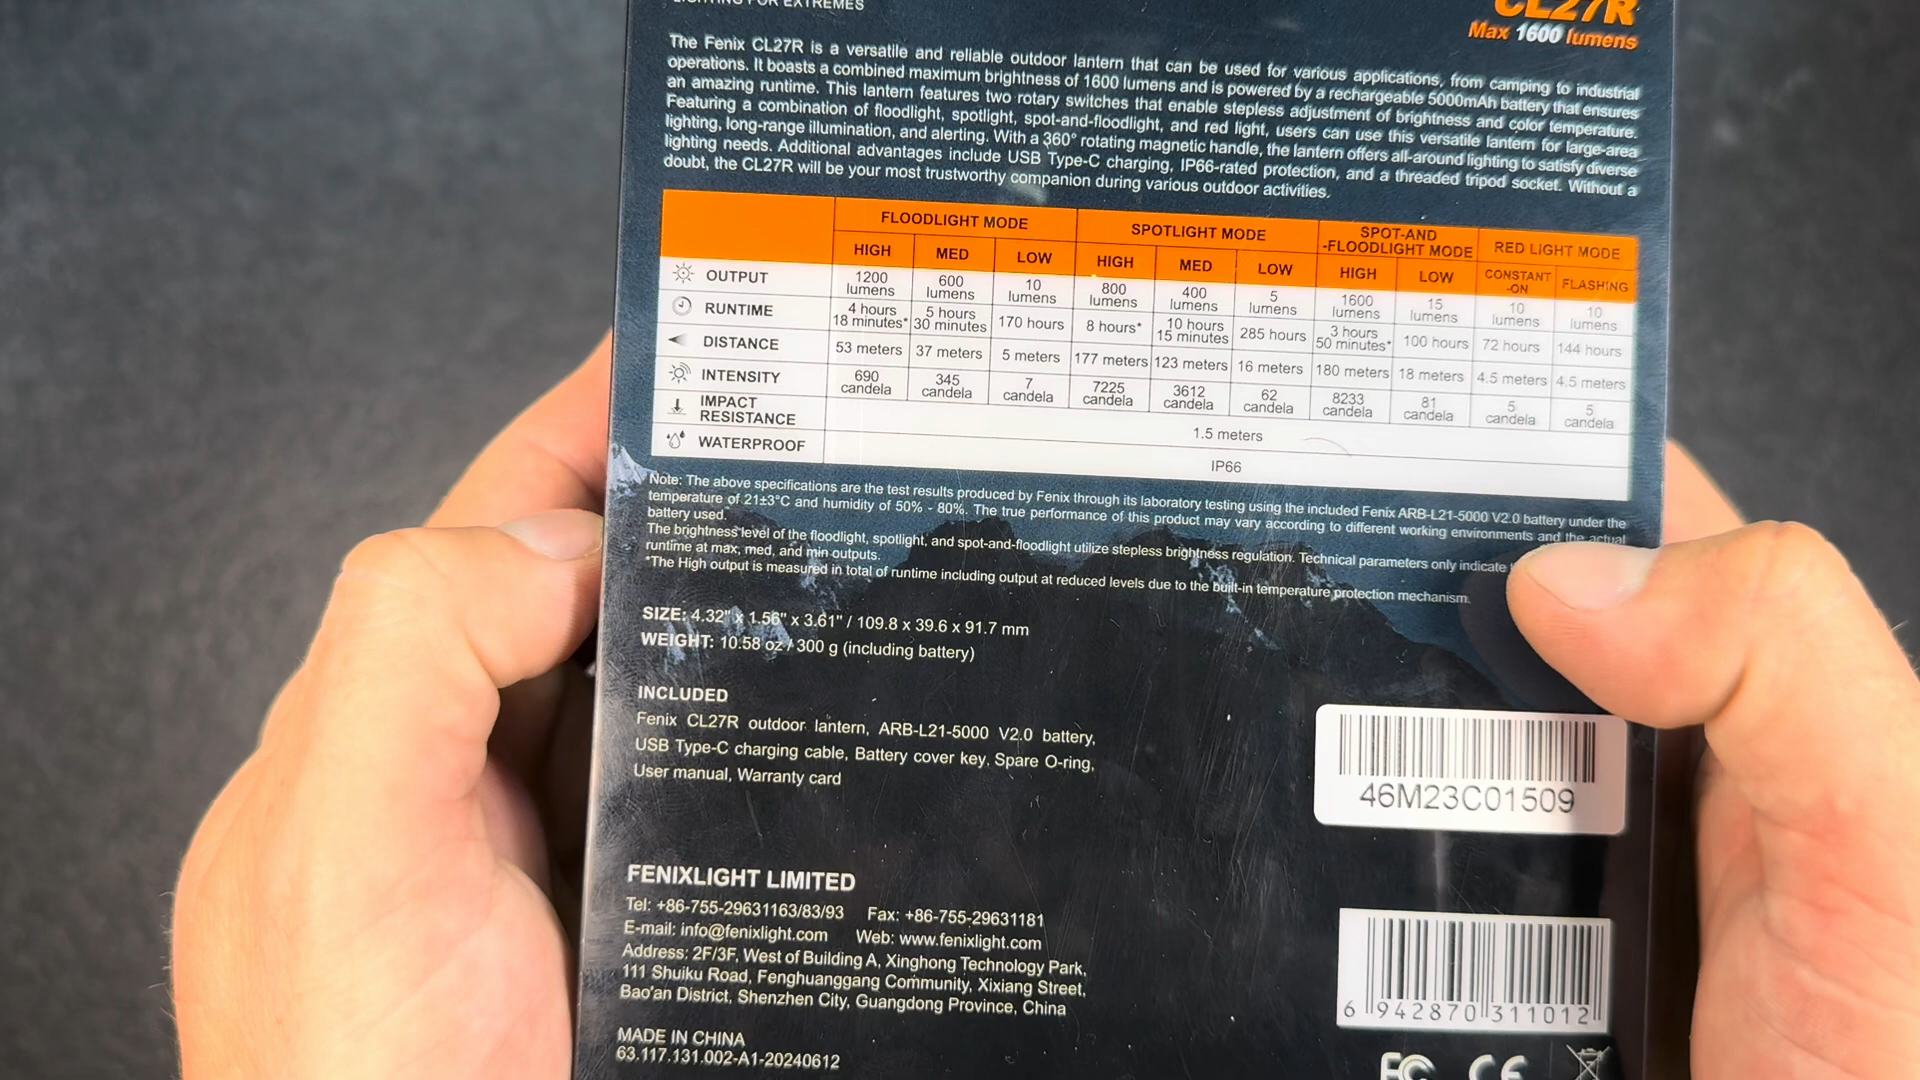 LIGHTING FOR EXTREMES
CL27R
Max 1600 lumens
The Fenix CL27R is a versatile and reliable outdoor lantern that can be used for various applications, from camping to industrial
operations. It boasts a combined maximum brightness of 1600 lumens and is powered by a rechargeable 5000mAh battery that ensures
an amazing runtime. This lantern features two rotary switches that enable stepless adjustment of brightness and color temperature.
Featuring a combination of floodlight, spotlight, spot-and-floodlight, and red light, users can use this versatile lantern for large-area
lighting, long-range illumination, and alerting. With a 360° rotating magnetic handle, the lantern offers all-around lighting to satisfy diverse
lighting needs. Additional advantages include USB Type-C charging, IP66-rated protection, and a threaded tripod socket. Without a
doubt, the CL27R will be your most trustworthy companion during various outdoor activities.
FLOODLIGHT MODE SPOTLIGHT MODE SPOT-AND -FLOODLIGHT MODE RED LIGHT MODE
HIGH MED LOW HIGH MED LOW HIGH LOW CONSTANT -ON FLASHING
OUTPUT 1200 lumens 600 lumens 10 lumens 800 lumens 400 lumens 5 lumens 1600 lumens 15 lumens 10 lumens 10 lumens
RUNTIME 4 hours 18 minutes* 5 hours 30 minutes 170 hours 8 hours* 10 hours 15 minutes 285 hours 3 hours 50 minutes* 100 hours 72 hours 144 hours
DISTANCE 53 meters 37 meters 5 meters 177 meters 123 meters 16 meters 180 meters 18 meters 4.5 meters 4.5 meters
INTENSITY 690 candela 345 candela 7 candela 7225 candela 3612 candela 62 candela 8233 candela 81 candela 5 candela 5 candela
IMPACT RESISTANCE 1.5 meters
WATERPROOF IP66
Note: The above specifications are the test results produced by Fenix through its laboratory testing using the included Fenix ARB-L21-5000 V2.0 battery under the
temperature of 21±3°C and humidity of 50% - 80%. The true performance of this product may vary according to different working environments and the actual
battery used.
The brightness level of the floodlight, spotlight, and spot-and-floodlight utilize stepless brightness regulation. Technical parameters only indicate
runtime at max, med, and min outputs.
*The High output is measured in total of runtime including output at reduced levels due to the built-in temperature protection mechanism.
SIZE: 4.32" x 1.56" x 3.61" / 109.8 x 39.6 x 91.7 mm
WEIGHT: 10.58 oz / 300 g (including battery)
INCLUDED
Fenix CL27R outdoor lantern, ARB-L21-5000 V2.0 battery,
USB Type-C charging cable, Battery cover key, Spare O-ring,
User manual, Warranty card
46M23C01509
FENIXLIGHT LIMITED
Tel: +86-755-29631163/83/93 Fax: +86-755-29631181
E-mail: info@fenixlight.com Web: www.fenixlight.com
Address: 2F/3F, West of Building A, Xinghong Technology Park,
111 Shuiku Road, Fenghuanggang Community, Xixiang Street,
Bao'an District, Shenzhen City, Guangdong Province, China
6 942870 311012
MADE IN CHINA
63.117.131.002-A1-20240612
FC CE